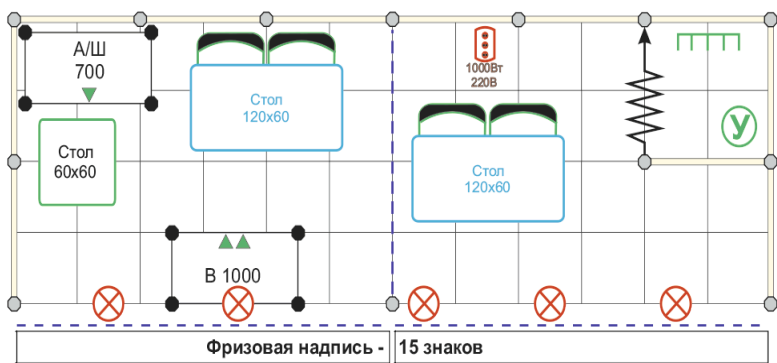 А/Ш
700
Стол
120х60
1000Вт
220В
Стол
60х60
Стол
120х60
У
В 1000
Фризовая надпись - 15 знаков